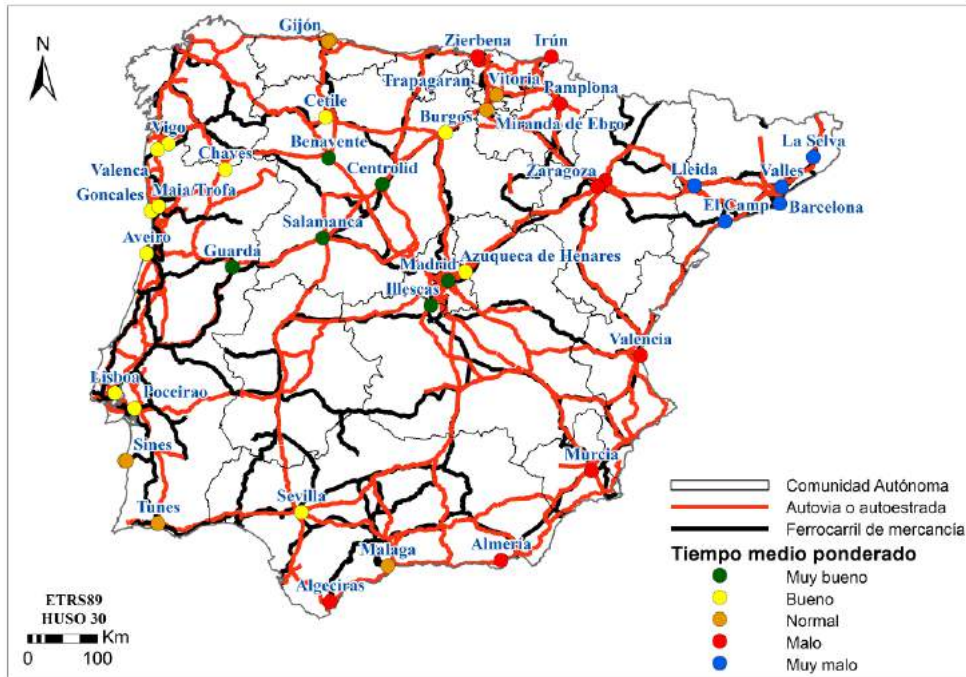 Gijón
Zierbena
Irún
N
Trapagaran
Vitoria
Pamplona
Cetile
Burgos
Miranda de Ebro
Vigo
Benavente
La Selva
Chaves
Centrolid
Valenca
Zaragoza
Lleida
Valles
Goncales
Maia/Trofa
El Camp
Barcelona
Salamanca
Aveiro
Guarda
Azuqueca de Henares
Madrid
Illescas
Valencia
Lisboa
Poceirao
Sines
Murcia
Tunes
Sevilla
Malaga
Almeria
Algeciras
Comunidad Autónoma
Autovia o autoestrada
Ferrocarril de mercancía
Tiempo medio ponderado
Muy bueno
Bueno
Normal
Malo
Muy malo
ETRS89
HUSO 30
Km
0 100